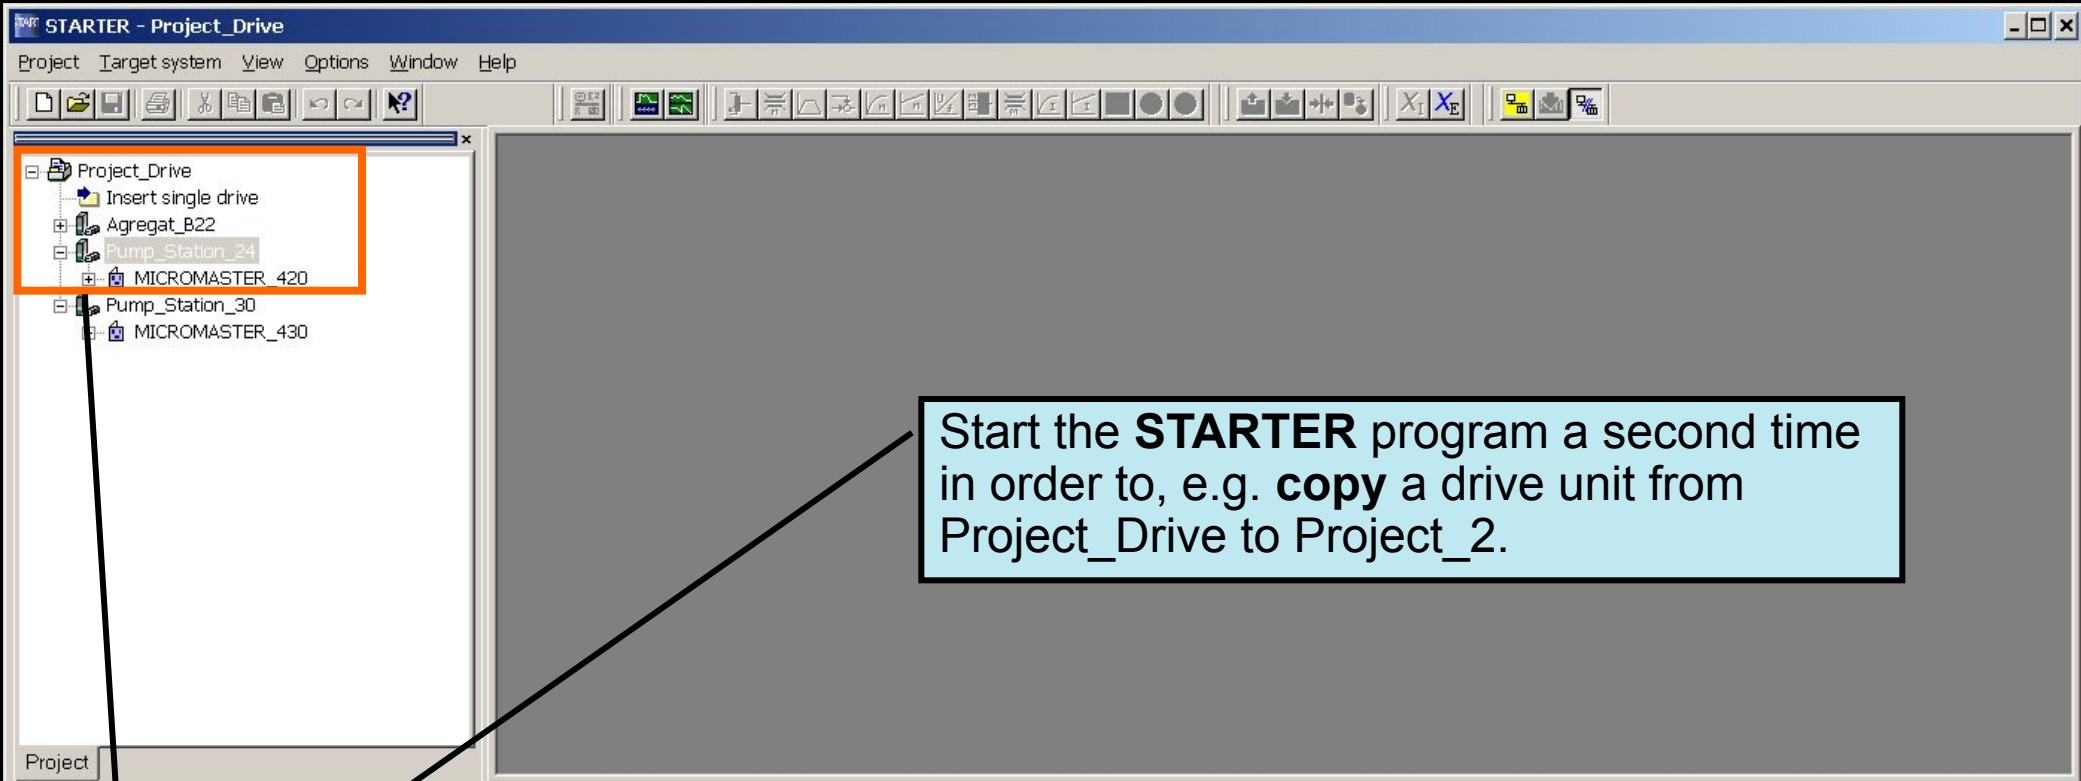 STARTER - Project_Drive
Project Target system View Options Window Help
Project_Drive
Insert single drive
Agregat_B22
Pump_Station_24
MICROMASTER_420
Pump_Station_30
MICROMASTER_430
Start the STARTER program a second time
in order to, e.g. copy a drive unit from
Project_Drive to Project_2.
Project